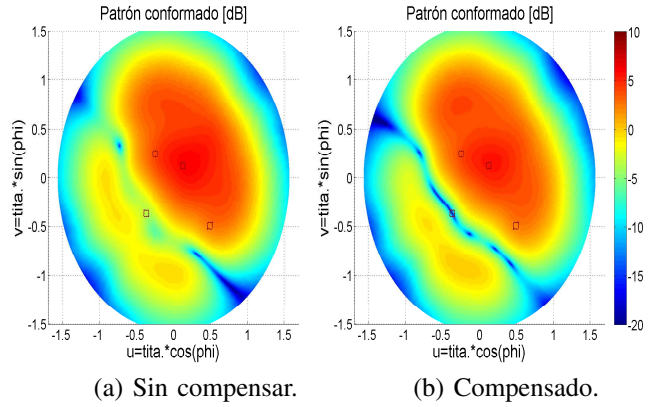 Patrón conformado [dB]
Patrón conformado [dB]
1.5
1
0.5
0
-0.5
-1
-1.5
v=tita.*sin(phi)
-1.5 -1 -0.5 0 0.5 1 1.5
u=tita.*cos(phi)
1.5
1
0.5
0
-0.5
-1
-1.5
v=tita.*sin(phi)
-1.5 -1 -0.5 0 0.5 1 1.5
u=tita.*cos(phi)
10
5
0
-5
-10
-15
-20
(a) Sin compensar.
(b) Compensado.